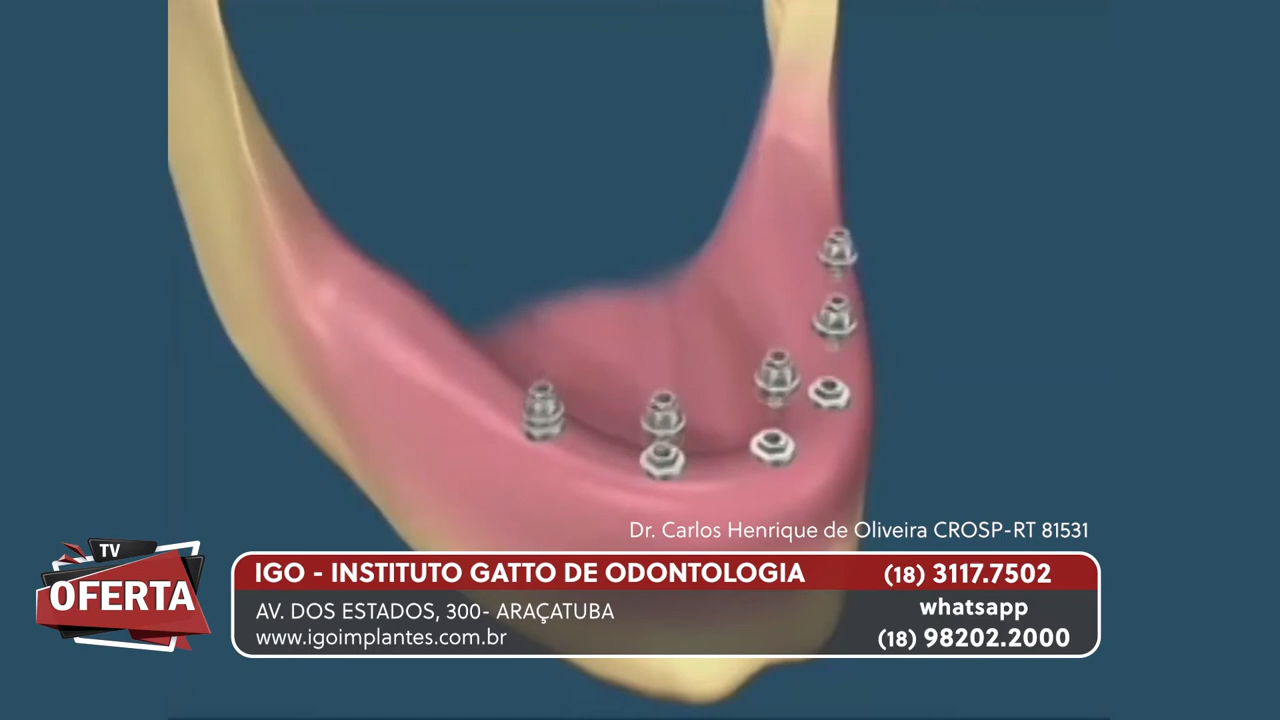 Dr. Carlos Henrique de Oliveira CROSP-RT 81531
TV
OFERTA
IGO - INSTITUTO GATTO DE ODONTOLOGIA
(18) 3117.7502
AV. DOS ESTADOS, 300- ARAÇATUBA
whatsapp
www.igoimplantes.com.br
(18) 98202.2000